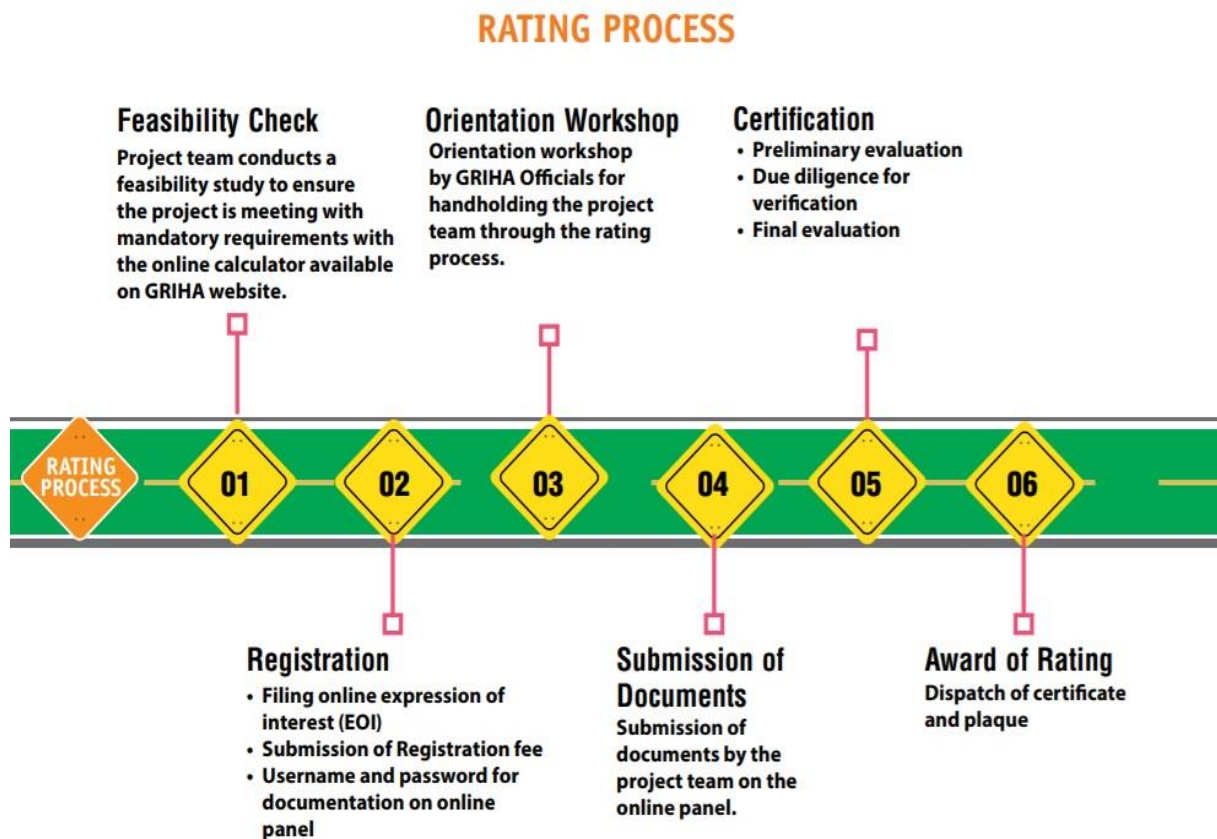 RATING PROCESS
Feasibility Check
Project team conducts a
feasibility study to ensure
the project is meeting with
mandatory requirements with
the online calculator available
on GRIHA website.
Orientation Workshop
Orientation workshop
by GRIHA Officials for
handholding the project
team through the rating
process.
Certification
• Preliminary evaluation
• Due diligence for
verification
• Final evaluation
RATING
PROCESS
01
02
03
04
05
06
Registration
• Filing online expression of
interest (EOI)
• Submission of Registration fee
• Username and password for
documentation on online
panel
Submission of
Documents
Submission of
documents by the
project team on the
online panel.
Award of Rating
Dispatch of certificate
and plaque